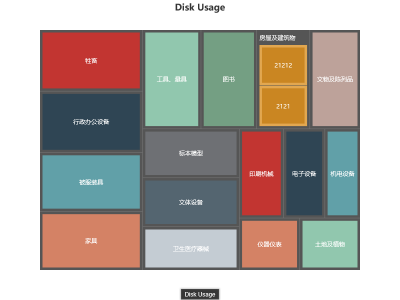 Disk Usage
牲畜
工具、量具
图书
房屋及建筑物
21212
2121
文物及陈列品
行政办公设备
标本模型
印刷机械
电子设备
机电设备
被服装具
文体设备
家具
卫生医疗器械
仪器仪表
土地及植物
Disk Usage